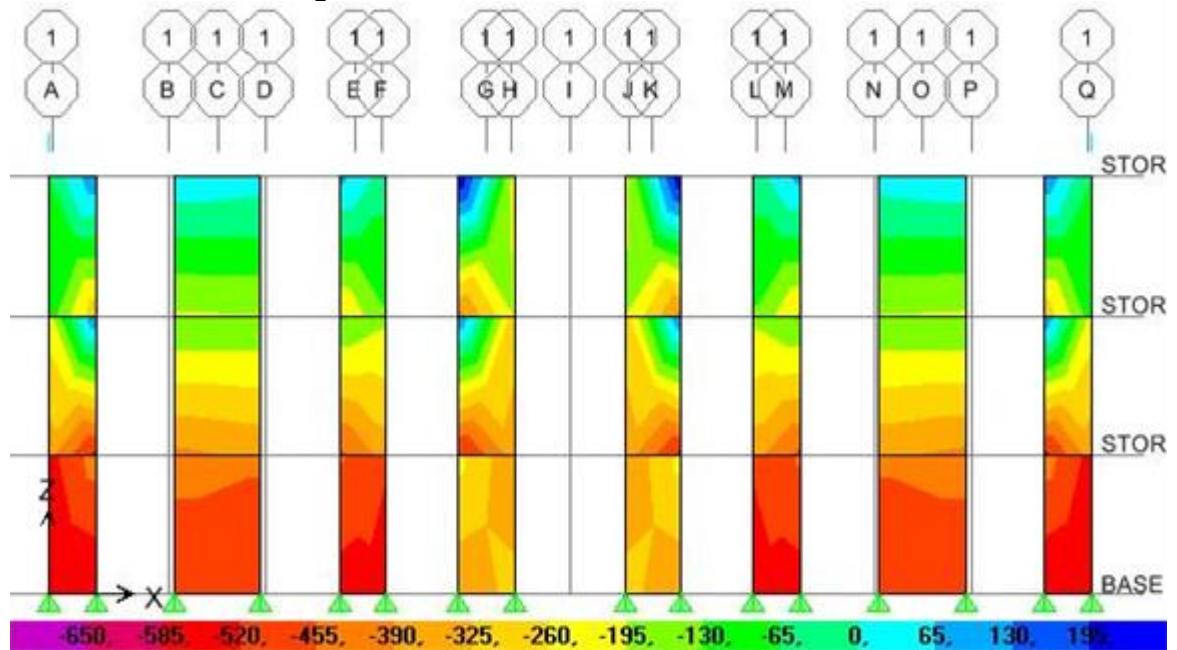 1 1 1 1 1 1 1 1 1 1 1 1 1 1 1 1 1
A B C D E F G H I J K L M N O P Q
STOR
STOR
STOR
Z
X
BASE
-650, -585, -520, -455, -390, -325, -260, -195, -130, -65, 0, 65, 130, 195,